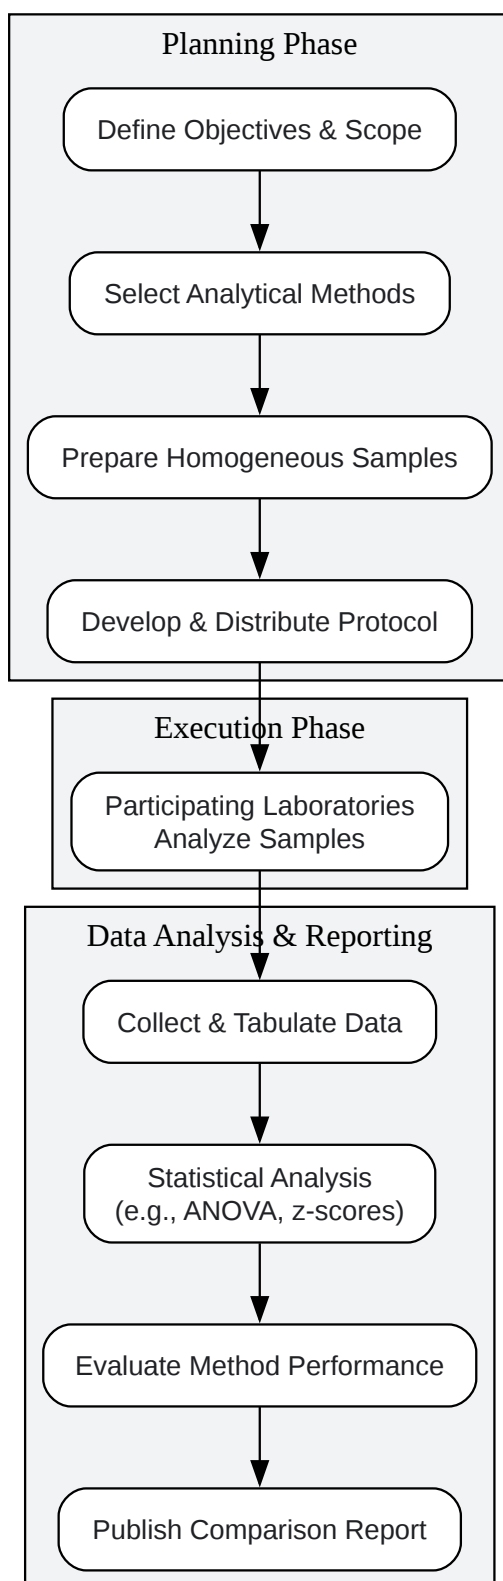 Planning Phase
Define Objectives & Scope
Select Analytical Methods
Prepare Homogeneous Samples
Develop & Distribute Protocol
Execution Phase
Participating Laboratories
Analyze Samples
Data Analysis & Reporting
Collect & Tabulate Data
Statistical Analysis
(e.g., ANOVA, z-scores)
Evaluate Method Performance
Publish Comparison Report